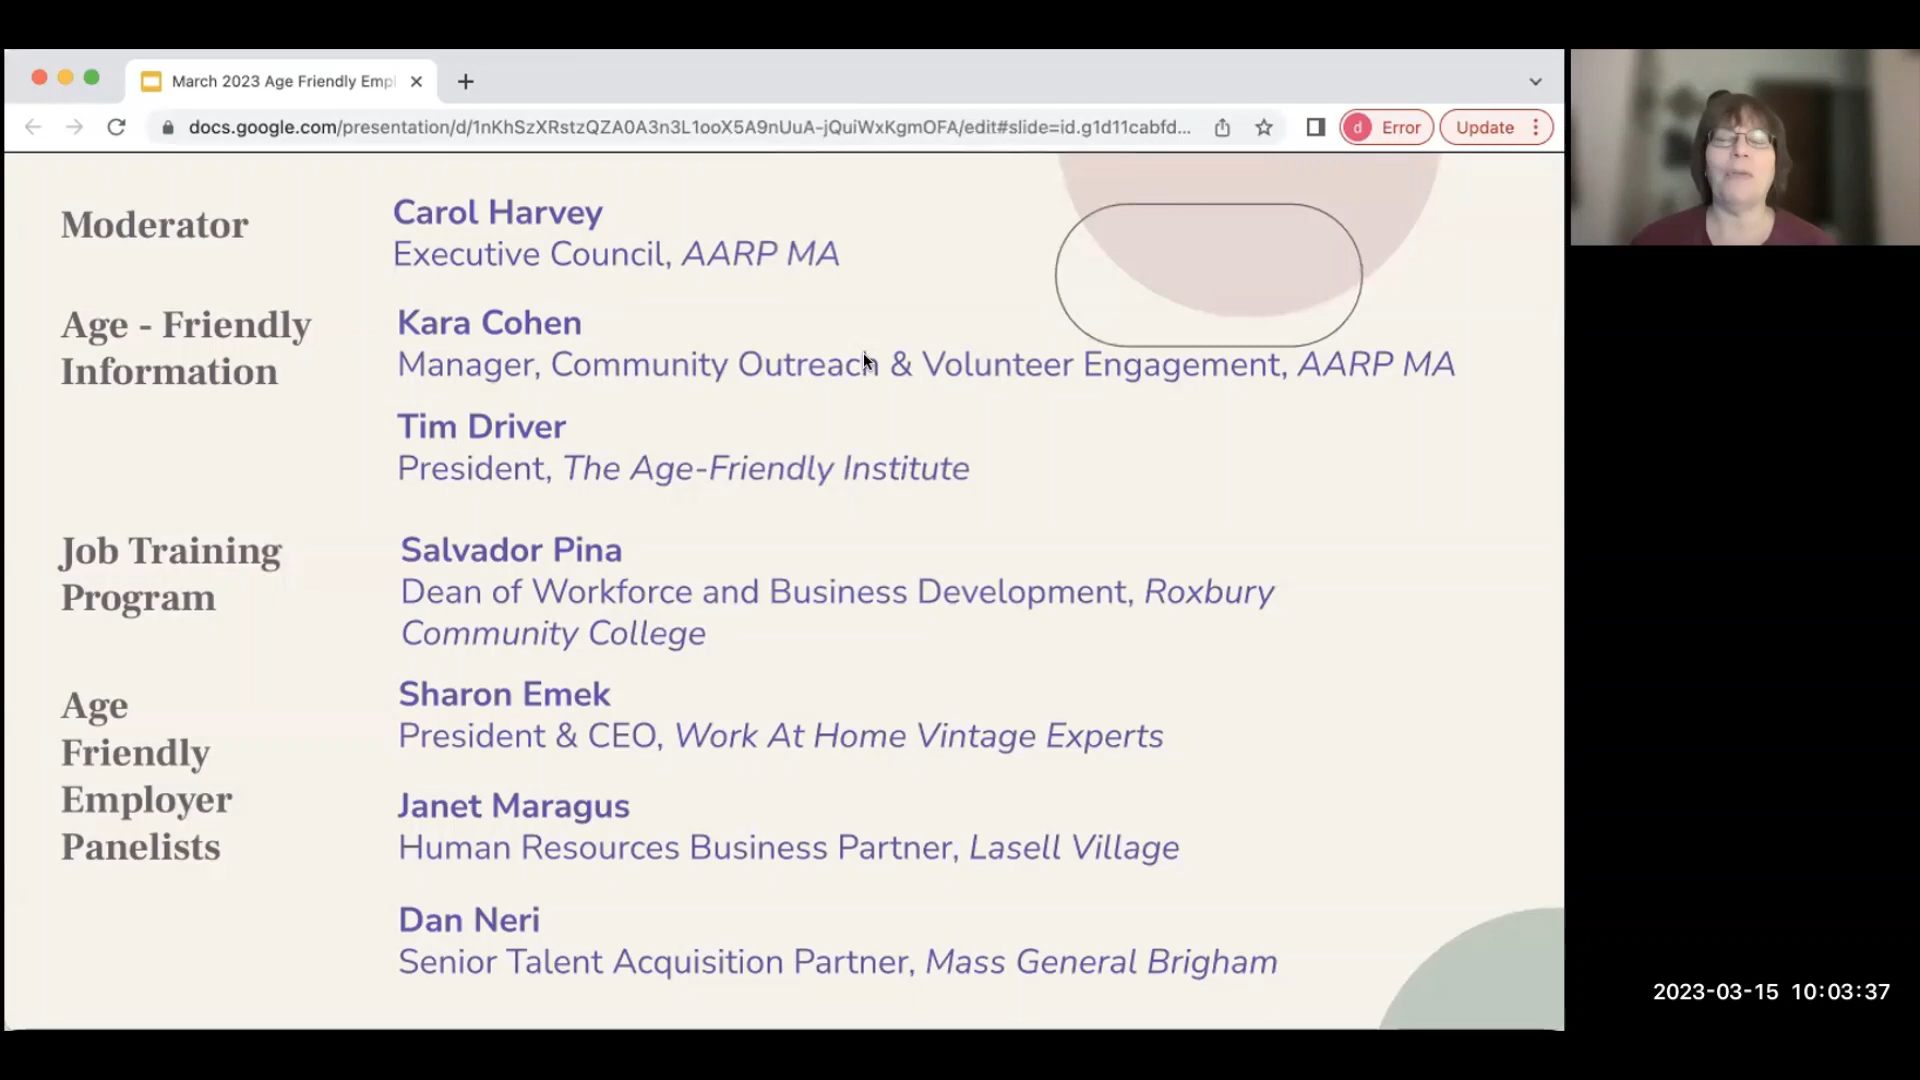 March 2023 Age Friendly Empl
docs.google.com/presentation/d/1nKhSzXRstzQZA0A3n3L1ooX5A9nUuA-jQuiWxKgmOFA/edit#slide=id.g1d11cabfd...
d Error
Update
Moderator
Carol Harvey
Executive Council, AARP MA
Age - Friendly
Information
Kara Cohen
Manager, Community Outreach & Volunteer Engagement, AARP MA
Tim Driver
President, The Age-Friendly Institute
Job Training
Program
Salvador Pina
Dean of Workforce and Business Development, Roxbury
Community College
Age
Friendly
Employer
Panelists
Sharon Emek
President & CEO, Work At Home Vintage Experts
Janet Maragus
Human Resources Business Partner, Lasell Village
Dan Neri
Senior Talent Acquisition Partner, Mass General Brigham
2023-03-15 10:03:37